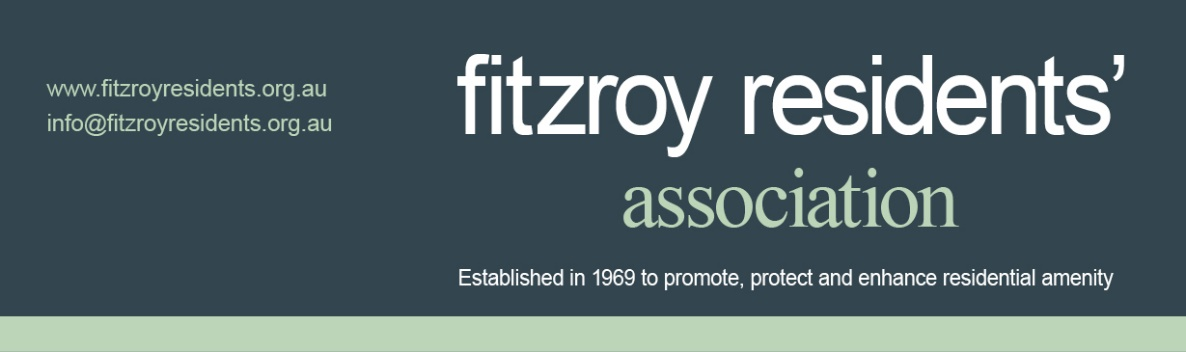 www.fitzroyresidents.org.au
info@fitzroyresidents.org.au
fitzroy residents’
association
Established in 1969 to promote, protect and enhance residential amenity